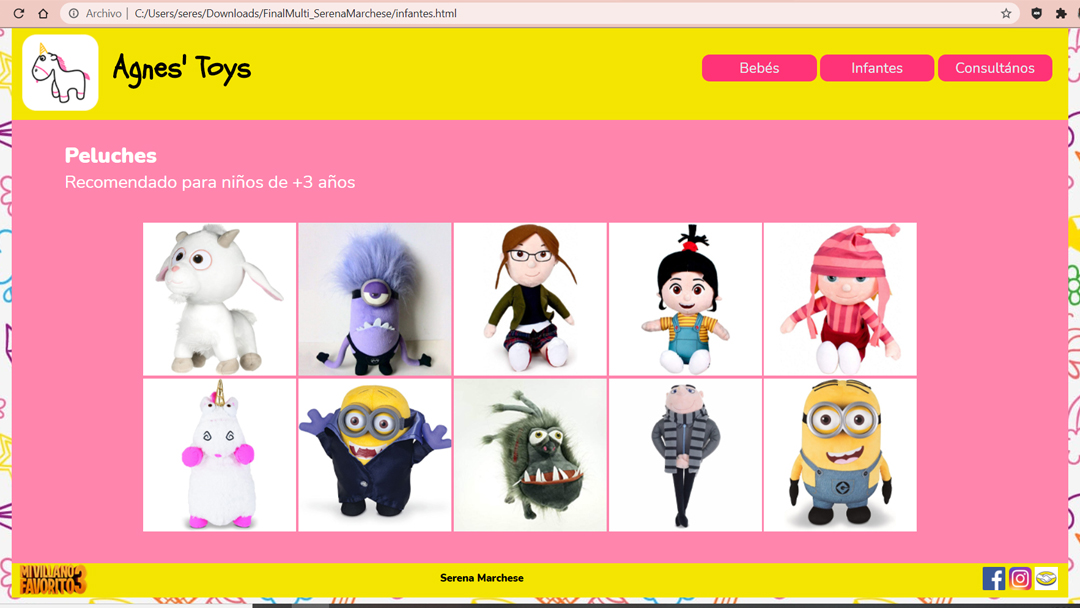 Archivo | C:/Users/seres/Downloads/FinalMulti_SerenaMarchese/infantes.html
Agnes' Toys
Bebés
Infantes
Consultános
Peluches
Recomendado para niños de +3 años
MI VILLANO
FAVORITO 3
Serena Marchese